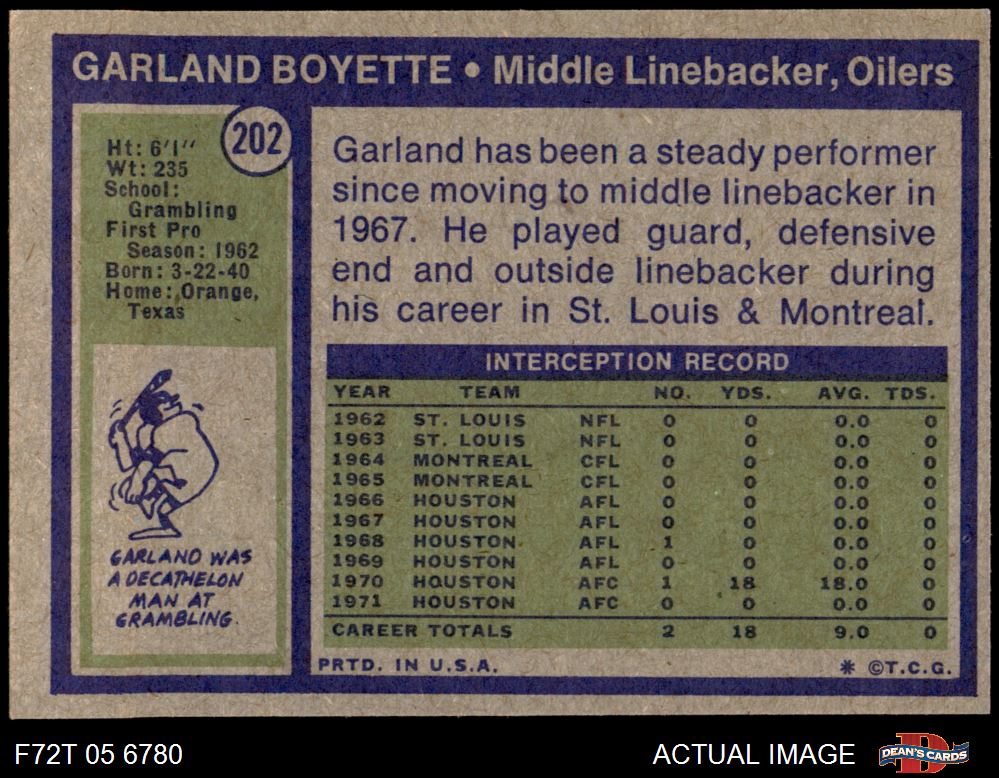 GARLAND BOYETTE • Middle Linebacker, Oilers
202
Ht: 6'1"
Wt: 235
School:
Grambling
First Pro
Season: 1962
Born: 3-22-40
Home: Orange,
Texas
GARLAND WAS
A DECATHELON
MAN AT
GRAMBLING.
Garland has been a steady performer
since moving to middle linebacker in
1967. He played guard, defensive
end and outside linebacker during
his career in St. Louis & Montreal.
INTERCEPTION RECORD
YEAR TEAM NO. YDS. AVG. TDS.
1962 ST. LOUIS NFL 0 0 0.0 0
1963 ST. LOUIS NFL 0 0 0.0 0
1964 MONTREAL CFL 0 0 0.0 0
1965 MONTREAL CFL 0 0 0.0 0
1966 HOUSTON AFL 0 0 0.0 0
1967 HOUSTON AFL 0 0 0.0 0
1968 HOUSTON AFL 1 0 0.0 0
1969 HOUSTON AFL 0 0 0.0 0
1970 HOUSTON AFC 1 18 18.0 0
1971 HOUSTON AFC 0 0 0.0 0
CAREER TOTALS 2 18 9.0 0
PRTD. IN U.S.A. * ©T.C.G.
F72T 05 6780 ACTUAL IMAGE DEAN'S CARDS